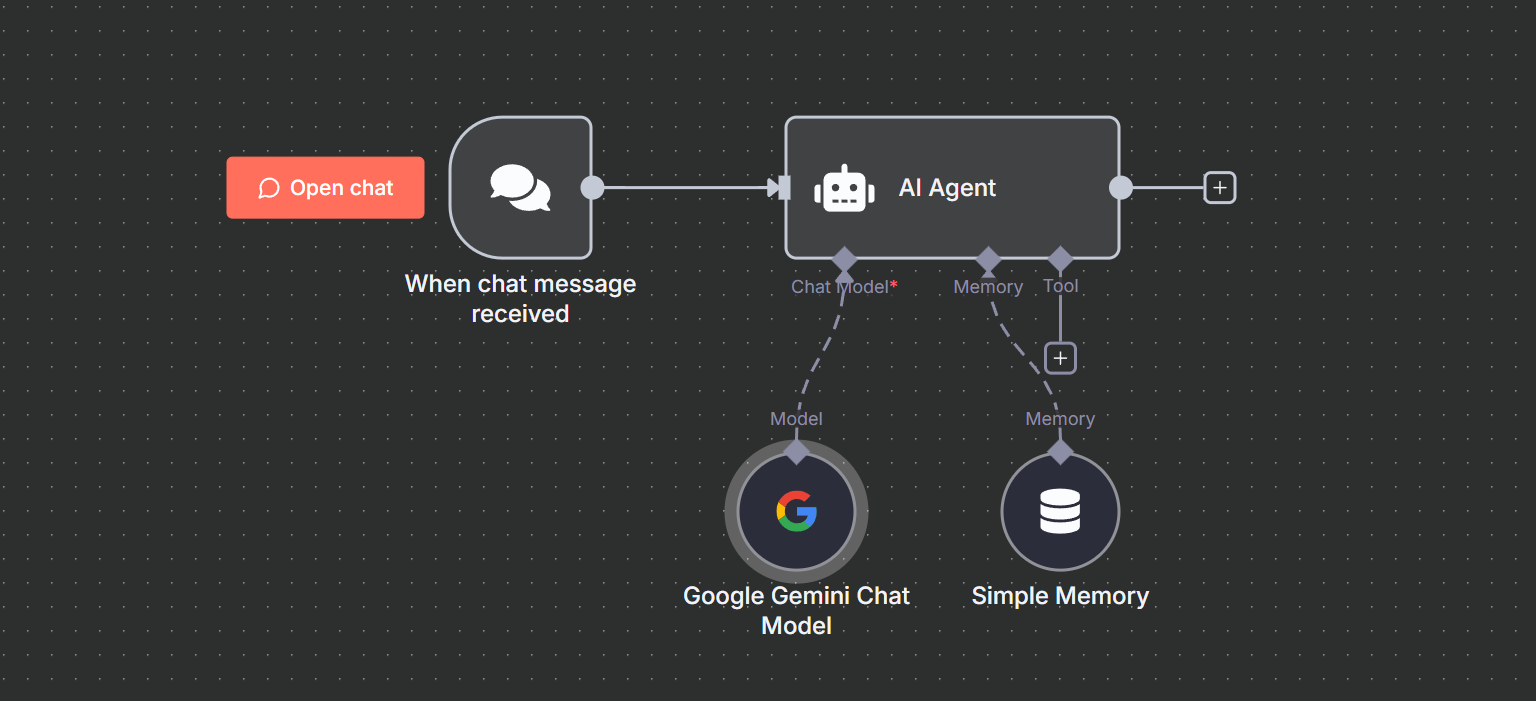 Open chat
AI Agent
When chat message
received
Chat Model*
Memory
Tool
Model
Memory
Google Gemini Chat
Model
Simple Memory